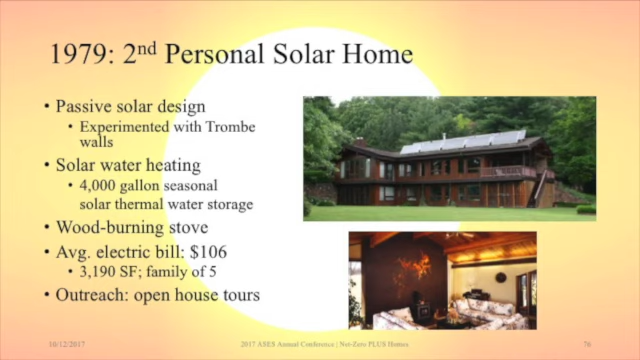 1979: 2nd Personal Solar Home
• Passive solar design
• Experimented with Trombe
walls
• Solar water heating
• 4,000 gallon seasonal
solar thermal water storage
• Wood-burning stove
• Avg. electric bill: $106
• 3,190 SF; family of 5
• Outreach: open house tours
10/12/2017
2017 ASES Annual Conference | Net-Zero PLUS Homes
76